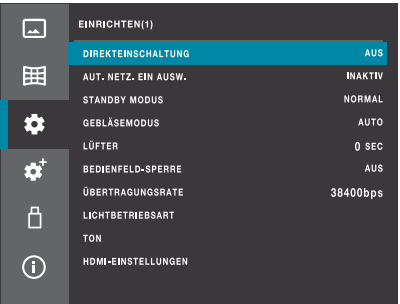 EINRICHTEN(1)
DIREKTEINSCHALTUNG AUS
AUT. NETZ. EIN AUSW. INAKTIV
STANDBY MODUS NORMAL
GEBLÄSEMODUS AUTO
LÜFTER 0 SEC
BEDIENFELD-SPERRE AUS
ÜBERTRAGUNGSRATE 38400bps
LICHTBETRIEBSART
TON
HDMI-EINSTELLUNGEN